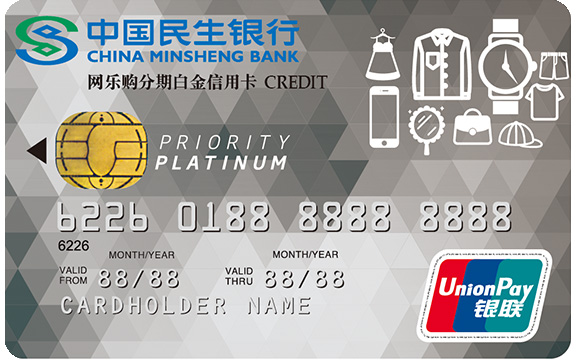 中国民生银行
CHINA MINSHENG BANK
网乐购分期白金信用卡 CREDIT
PRIORITY
PLATINUM
6226 0188 8888 8888
6226
MONTH/YEAR MONTH/YEAR
VALID FROM 88/88 VALID THRU 88/88
CARDHOLDER NAME
UnionPay
银联